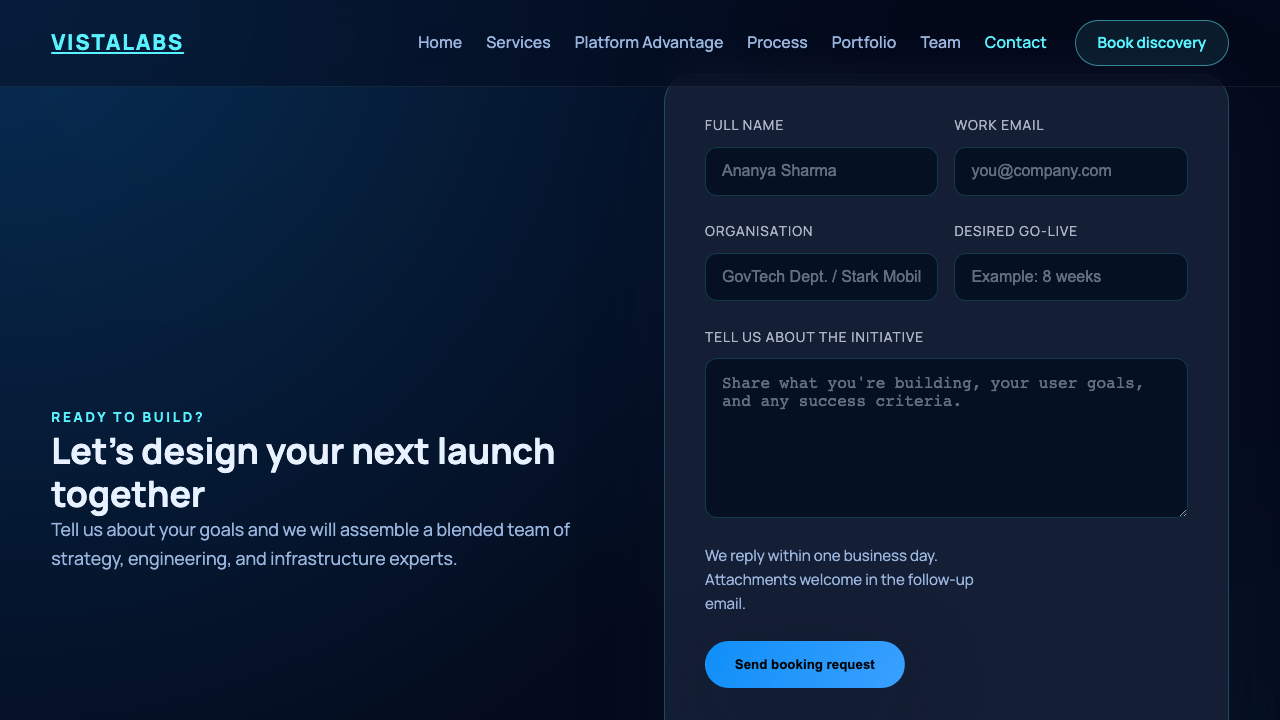 VISTALABS
Home
Services
Platform Advantage
Process
Portfolio
Team
Contact
Book discovery
READY TO BUILD?
Let’s design your next launch
together
Tell us about your goals and we will assemble a blended team of
strategy, engineering, and infrastructure experts.
FULL NAME
Ananya Sharma
WORK EMAIL
you@company.com
ORGANISATION
GovTech Dept. / Stark Mobil
DESIRED GO-LIVE
Example: 8 weeks
TELL US ABOUT THE INITIATIVE
Share what you're building, your user goals,
and any success criteria.
We reply within one business day.
Attachments welcome in the follow-up
email.
Send booking request